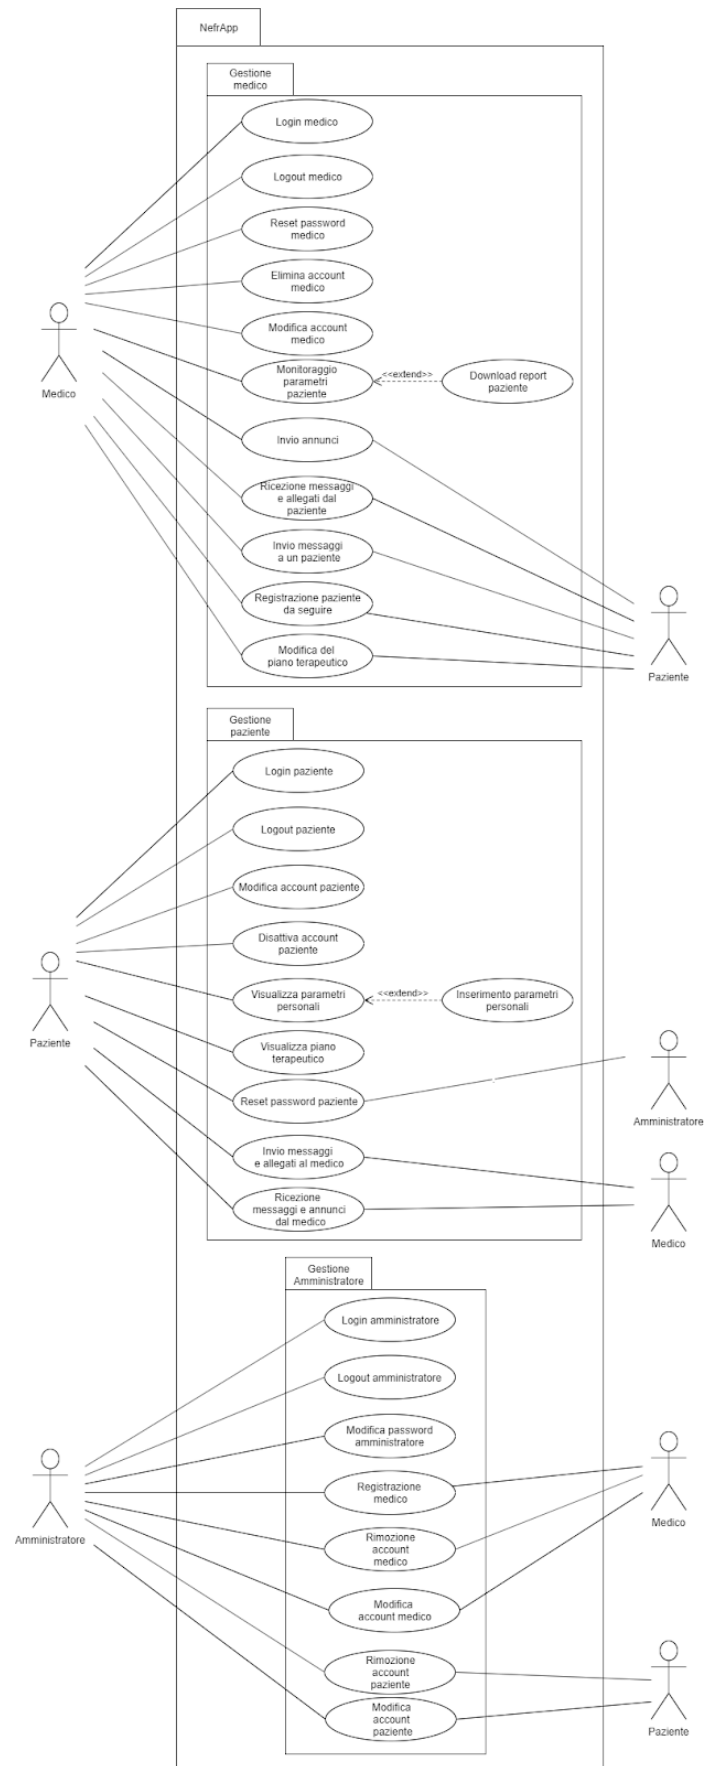 NefrApp
Gestione
medico
Login medico
Logout medico
Reset password
medico
Elimina account
medico
Modifica account
medico
Monitoraggio
parametri
paziente
<<extend>>
Download report
paziente
Medico
Invio annunci
Ricezione messaggi
e allegati dal
paziente
Invio messaggi
a un paziente
Registrazione paziente
da seguire
Modifica del
piano terapeutico
Paziente
Gestione
paziente
Login paziente
Logout paziente
Modifica account paziente
Disattiva account
paziente
Visualizza parametri
personali
<<extend>>
Inserimento parametri
personali
Paziente
Visualizza piano
terapeutico
Reset password paziente
Amministratore
Invio messaggi
e allegati al medico
Ricezione
messaggi e annunci
dal medico
Medico
Gestione
Amministratore
Login amministratore
Logout amministratore
Modifica password
amministratore
Registrazione
medico
Medico
Amministratore
Rimozione
account
medico
Modifica
account medico
Rimozione
account
paziente
Modifica
account
paziente
Paziente